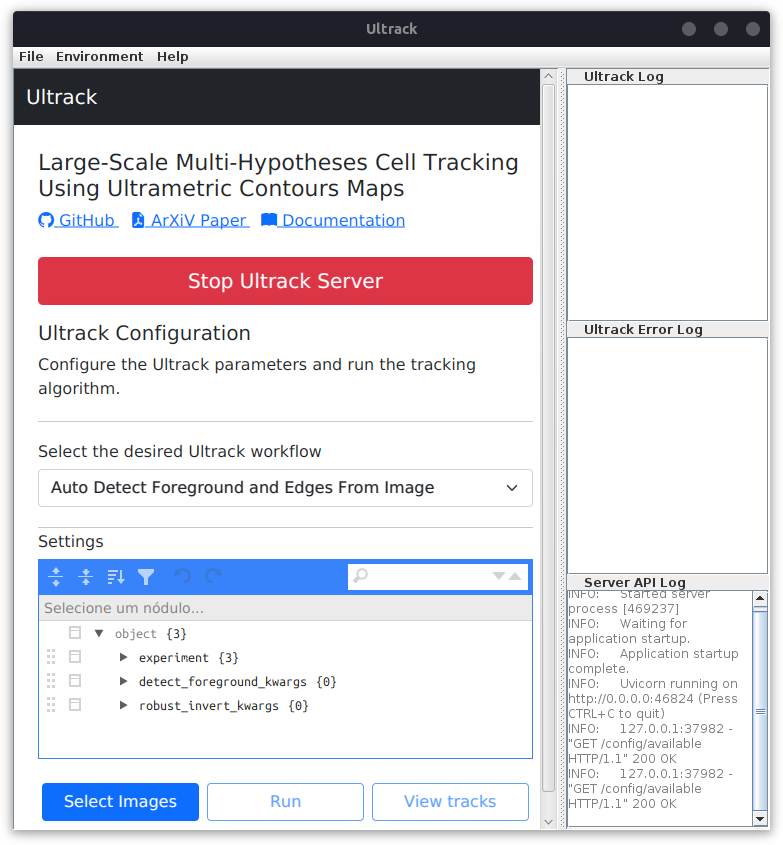 Ultrack
File Environment Help
Ultrack
Large-Scale Multi-Hypotheses Cell Tracking
Using Ultrametric Contours Maps
GitHub ArXiV Paper Documentation
Stop Ultrack Server
Ultrack Configuration
Configure the Ultrack parameters and run the tracking
algorithm.
Select the desired Ultrack workflow
Auto Detect Foreground and Edges From Image
Settings
Selecione um nódulo...
object {3}
experiment {3}
detect_foreground_kwargs {0}
robust_invert_kwargs {0}
Select Images
Run
View tracks
Ultrack Log
Ultrack Error Log
Server API Log
INFO: Started server
process [469237]
INFO: Waiting for
application startup.
INFO: Application startup
complete.
INFO: Uvicorn running on
http://0.0.0.0:46824 (Press
CTRL+C to quit)
INFO: 127.0.0.1:37982 -
"GET /config/available
HTTP/1.1" 200 OK
INFO: 127.0.0.1:37982 -
"GET /config/available
HTTP/1.1" 200 OK